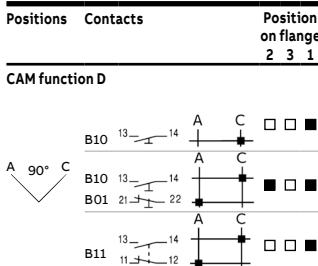 Positions Contacts Position
on flange
2 3 1
CAM function D
A C
B10 13 14
A 90° C
A C
B10 13 14
B01 21 22
A C
B11 13 14
11 12